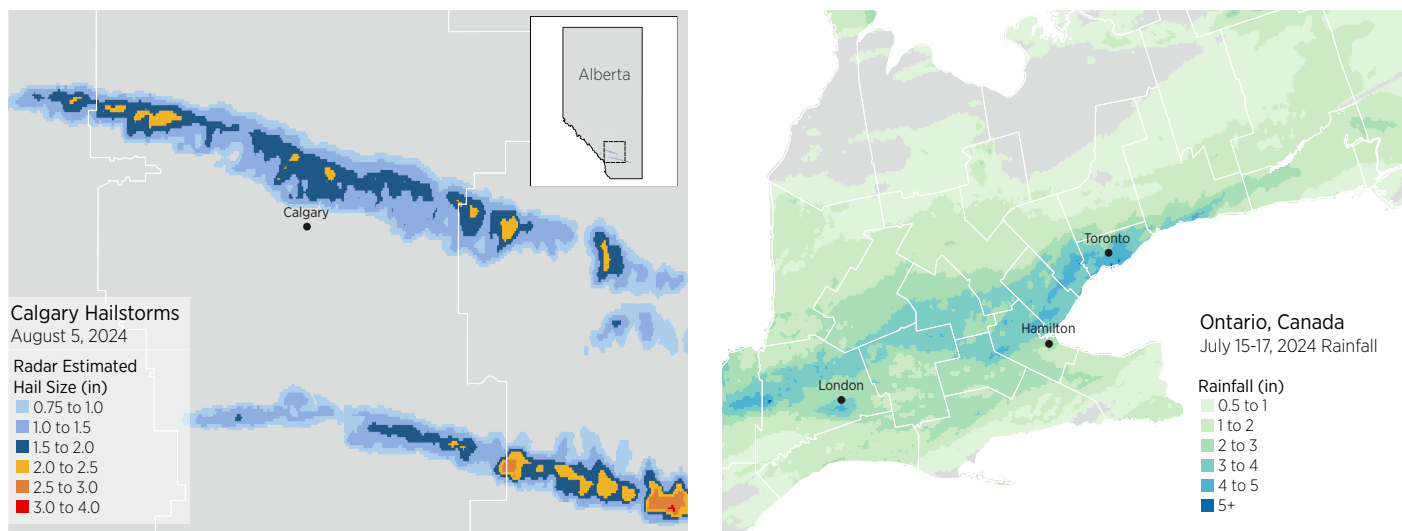 Alberta
Calgary
Calgary Hailstorms
August 5, 2024
Radar Estimated
Hail Size (in)
0.75 to 1.0
1.0 to 1.5
1.5 to 2.0
2.0 to 2.5
2.5 to 3.0
3.0 to 4.0
Toronto
Hamilton
London
Ontario, Canada
July 15-17, 2024 Rainfall
Rainfall (in)
0.5 to 1
1 to 2
2 to 3
3 to 4
4 to 5
5+